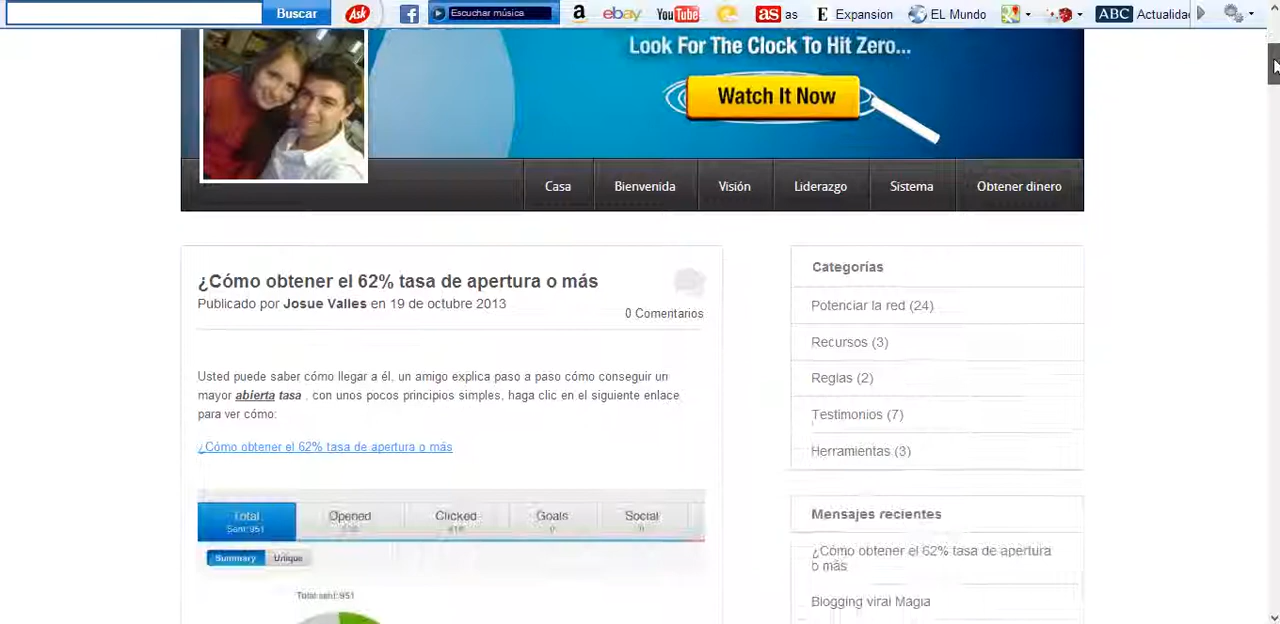 Buscar
Ask
Escuchar música
a
ebay
YouTube
as as
E Expansion
EL Mundo
ABC Actualidad
Look For The Clock To Hit Zero...
Watch It Now
Casa
Bienvenida
Visión
Liderazgo
Sistema
Obtener dinero
¿Cómo obtener el 62% tasa de apertura o más
Publicado por Josue Valles en 19 de octubre 2013
0 Comentarios
Usted puede saber cómo llegar a él, un amigo explica paso a paso cómo conseguir un
mayor abierta tasa , con unos pocos principios simples, haga clic en el siguiente enlace
para ver cómo:
¿Cómo obtener el 62% tasa de apertura o más
Total
Sent: 951
Opened
Clicked
Goals
0
Social
0
Summary
Unique
Total sent: 951
Categorías
Potenciar la red (24)
Recursos (3)
Reglas (2)
Testimonios (7)
Herramientas (3)
Mensajes recientes
¿Cómo obtener el 62% tasa de apertura
o más
Blogging viral Magia